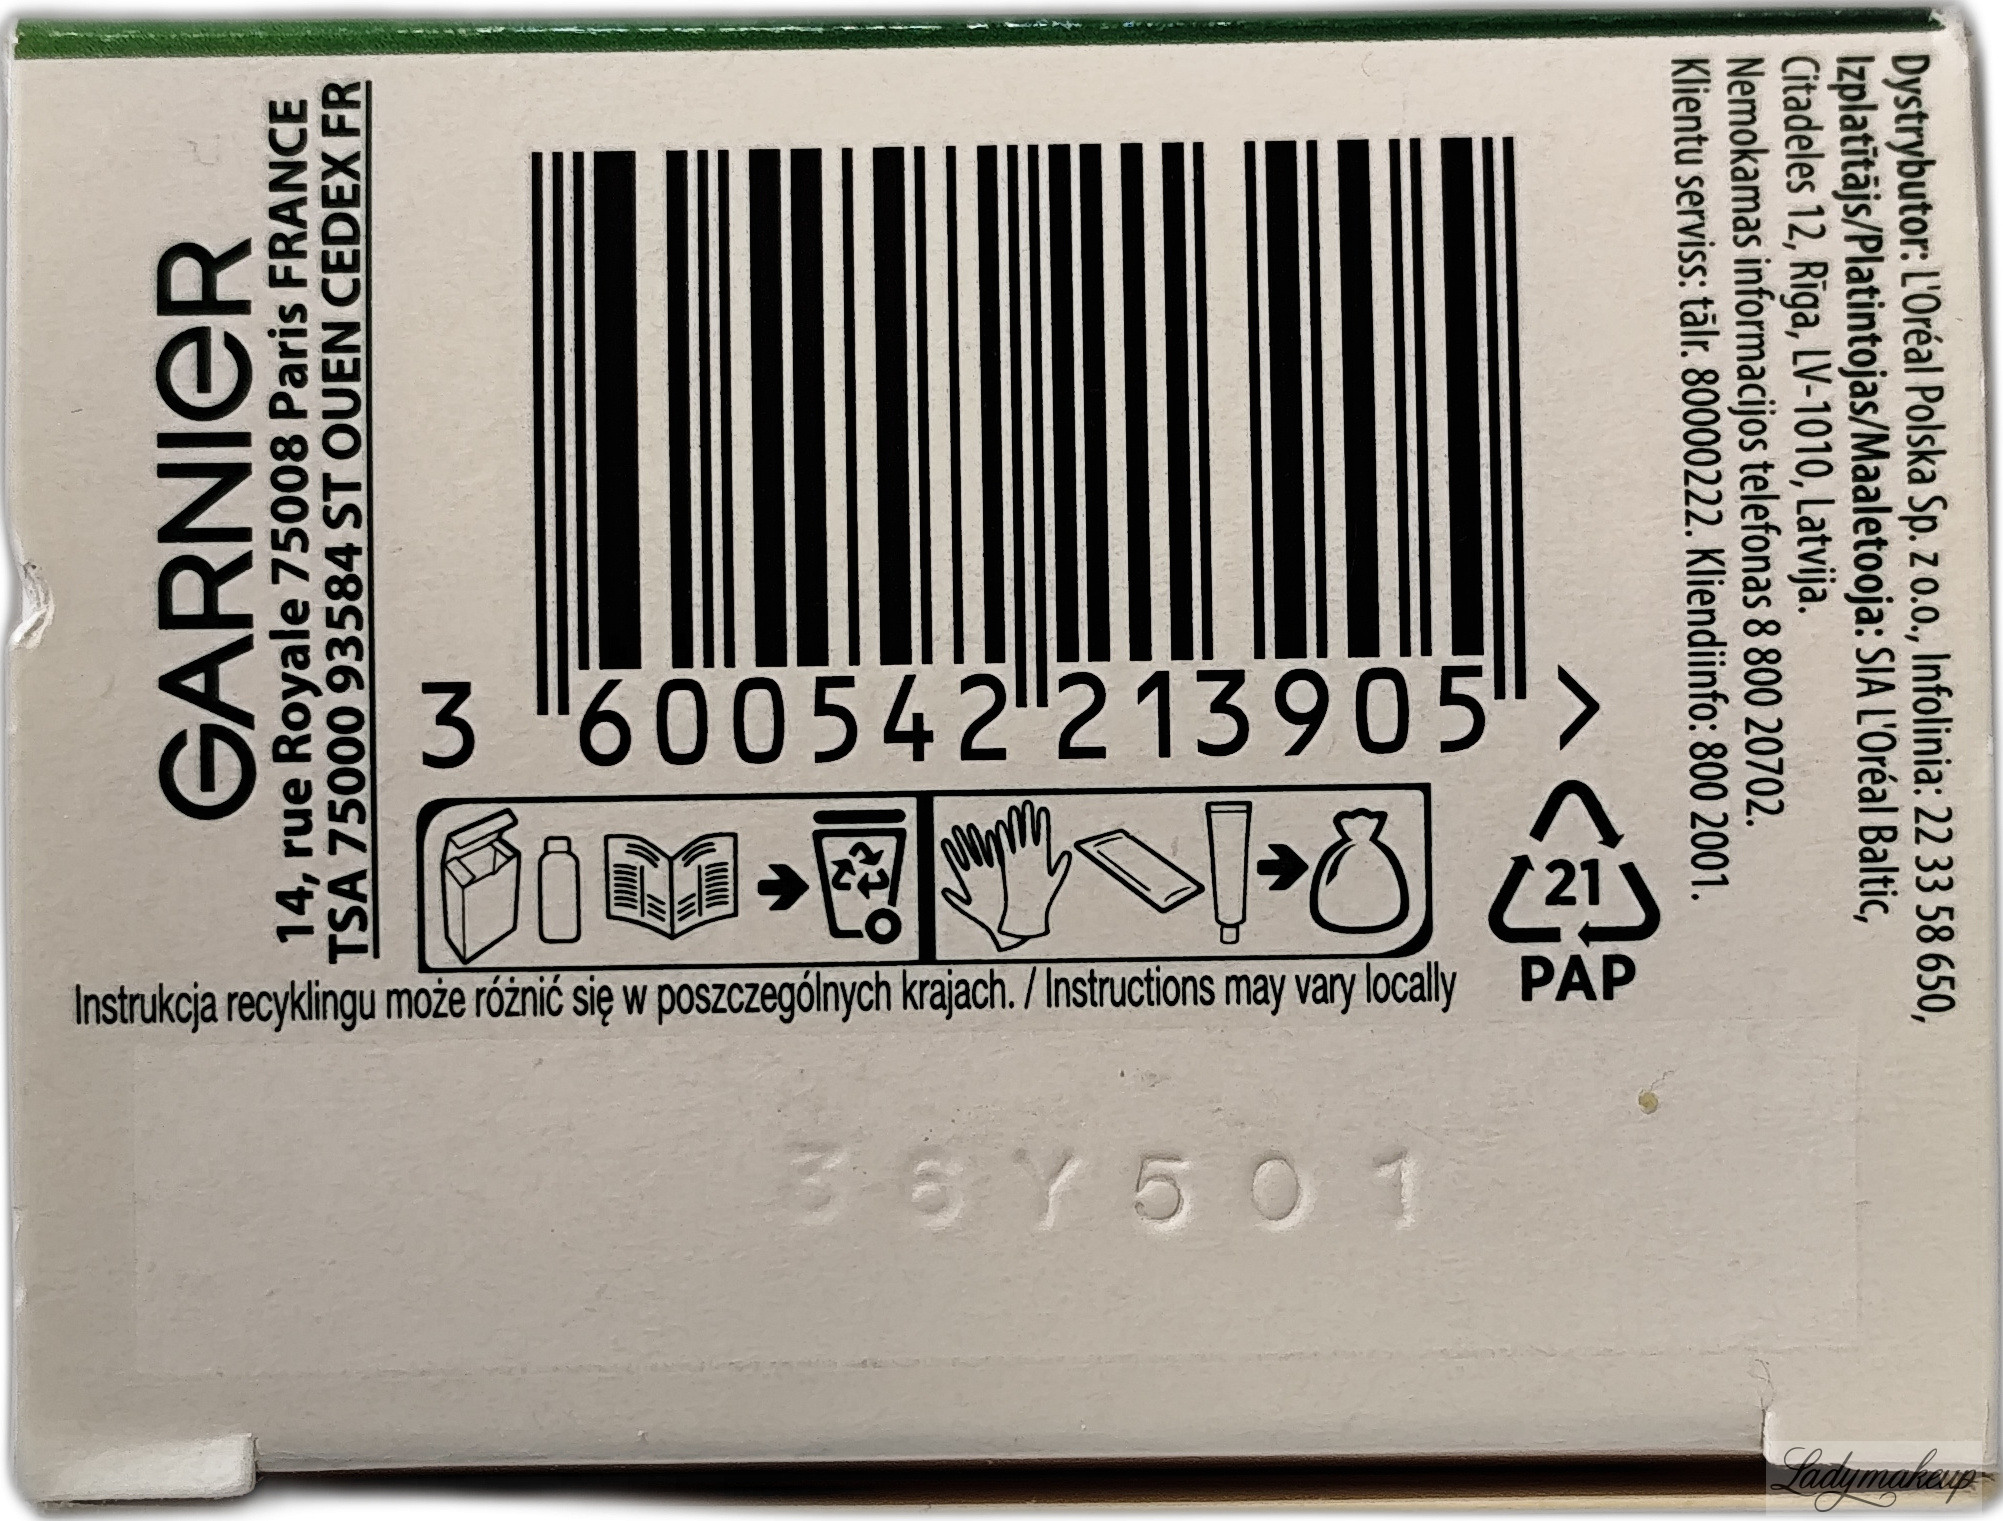 GARNIER
14, rue Royale 75008 Paris FRANCE
TSA 75000 93584 ST OUEN CEDEX FR
3 600542 213905 >
21
PAP
Instrukcja recyklingu może różnić się w poszczególnych krajach. / Instructions may vary locally
Dystrybutor: L'Oréal Polska Sp. z o.o., Infolinia: 22 33 58 650,
Izplatītājs/Platintojas/Maaletooja: SIA L'Oréal Baltic,
Citadeles 12, Rīga, LV-1010, Latvija.
Nemokamas informacijos telefonas 8 800 20702.
Klientu serviss: tālr. 80000222. Kliendiinfo: 800 2001.
36Y501
Ladymakeup